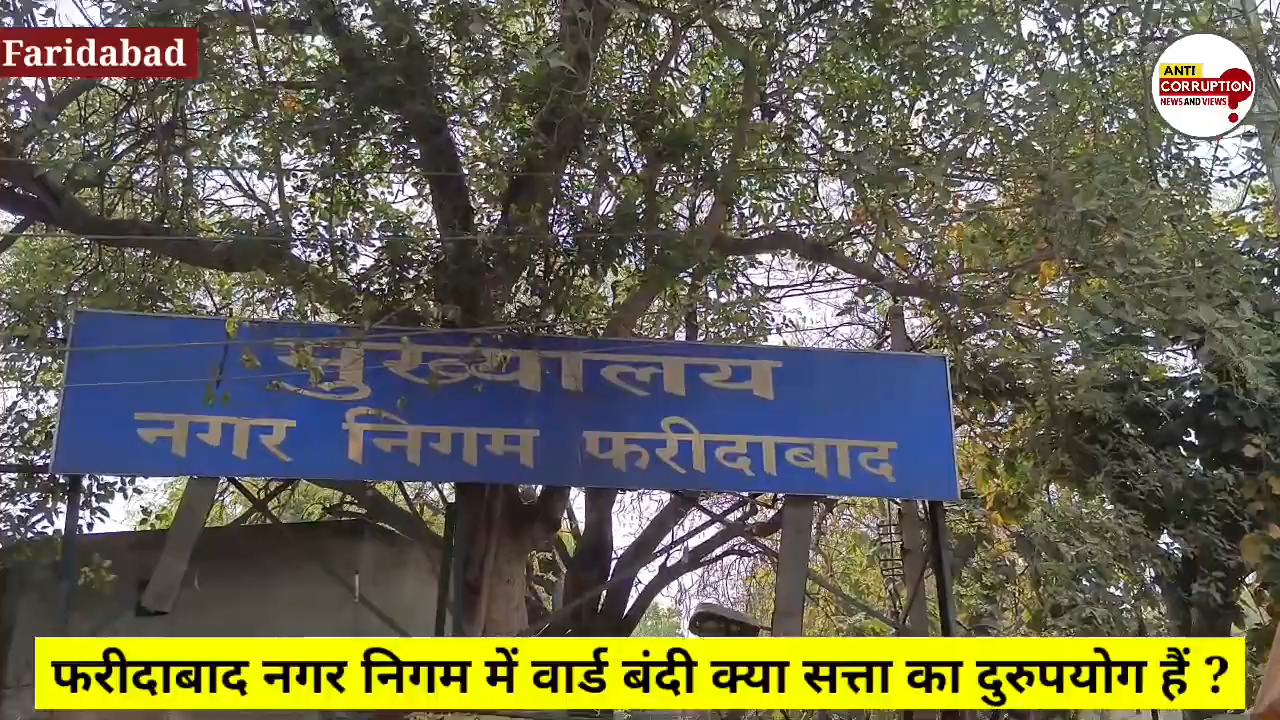 Faridabad
ANTI
CORRUPTION
NEWS AND VIEWS
मुख्यालय
नगर निगम फरीदाबाद
फरीदाबाद नगर निगम में वार्ड बंदी क्या सत्ता का दुरुपयोग हैं ?